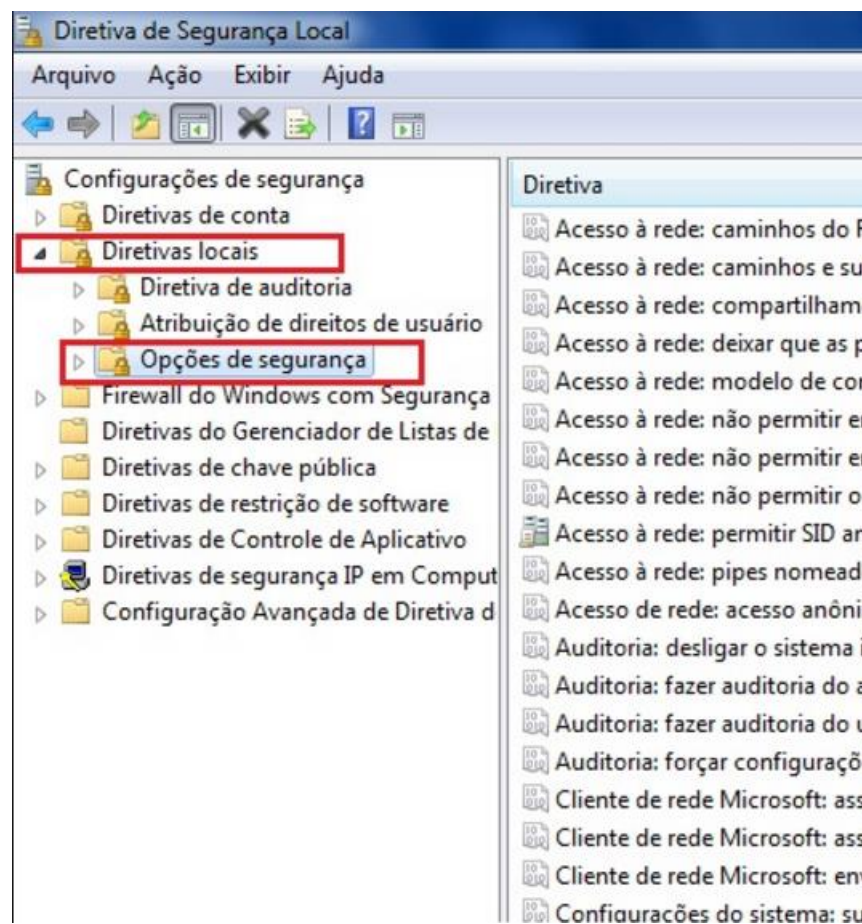 Diretiva de Segurança Local
Arquivo Ação Exibir Ajuda
Configurações de segurança
Diretivas de conta
Diretivas locais
Diretiva de auditoria
Atribuição de direitos de usuário
Opções de segurança
Firewall do Windows com Segurança
Diretivas do Gerenciador de Listas de
Diretivas de chave pública
Diretivas de restrição de software
Diretivas de Controle de Aplicativo
Diretivas de segurança IP em Comput
Configuração Avançada de Diretiva d
Diretiva
Acesso à rede: caminhos do
Acesso à rede: caminhos e su
Acesso à rede: compartilham
Acesso à rede: deixar que as p
Acesso à rede: modelo de
Acesso à rede: não permitir
Acesso à rede: não permitir
Acesso à rede: não permitir o
Acesso à rede: permitir SID
Acesso à rede: pipes nomead
Acesso de rede: acesso anôni
Auditoria: desligar o sistema
Auditoria: fazer auditoria do
Auditoria: fazer auditoria do
Auditoria: forçar configuraçõ
Cliente de rede Microsoft: ass
Cliente de rede Microsoft: ass
Cliente de rede Microsoft:
Configurações do sistema: su